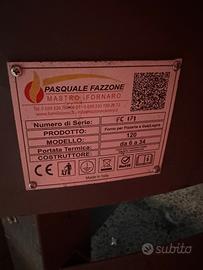 PASQUALE FAZZONE
MASTRO FORNARO
Numero di Serie: FC 171
PRODOTTO: Forno per Pizzeria a Gas/Legna
MODELLO: 120
Portata Termica: da 6 a 34
COSTRUTTORE
Made in Italy
subito